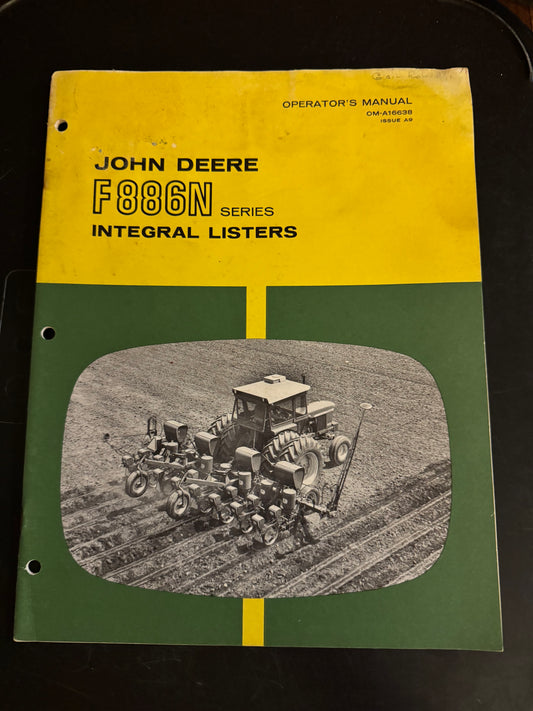 OPERATOR'S MANUAL
OM-A16638
ISSUE A9
JOHN DEERE
F886N SERIES
INTEGRAL LISTERS